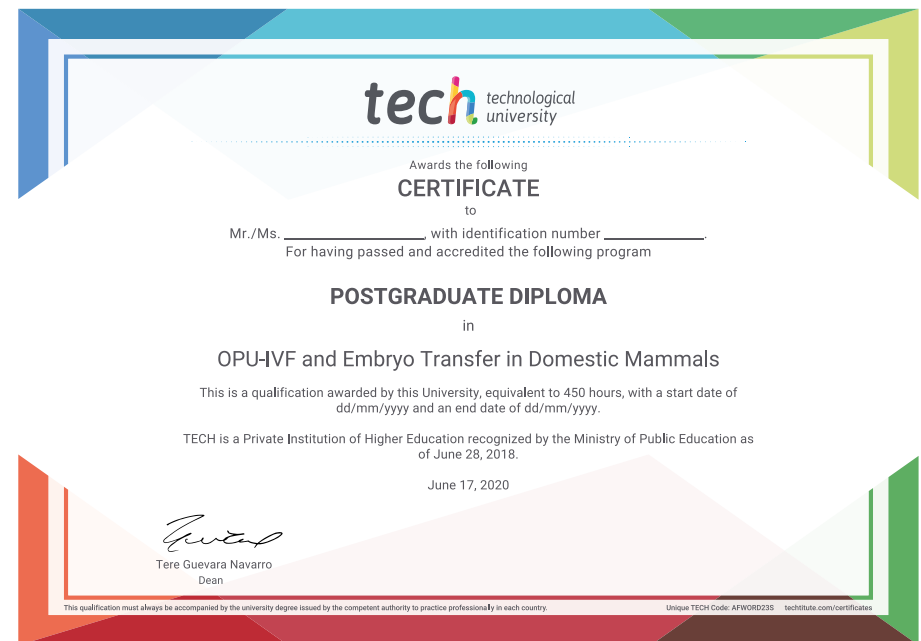 tech technological
university
Awards the following
CERTIFICATE
to
Mr./Ms. ____________________, with identification number ______________.
For having passed and accredited the following program
POSTGRADUATE DIPLOMA
in
OPU-IVF and Embryo Transfer in Domestic Mammals
This is a qualification awarded by this University, equivalent to 450 hours, with a start date of
dd/mm/yyyy and an end date of dd/mm/yyyy.
TECH is a Private Institution of Higher Education recognized by the Ministry of Public Education as
of June 28, 2018.
June 17, 2020
Tere Guevara Navarro
Dean
This qualification must always be accompanied by the university degree issued by the competent authority to practice professionally in each country. Unique TECH Code: AFWORD23S techtitute.com/certificates